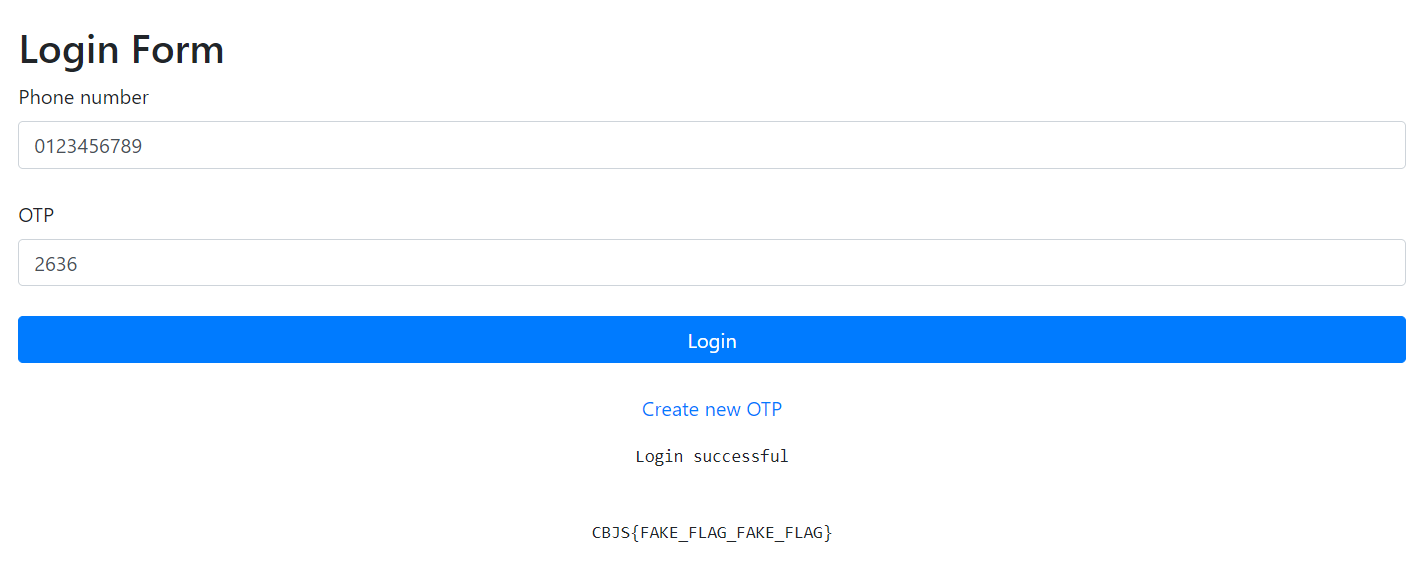 Login Form
Phone number
0123456789
OTP
2636
Login
Create new OTP
Login successful
CBJS{FAKE_FLAG_FAKE_FLAG}